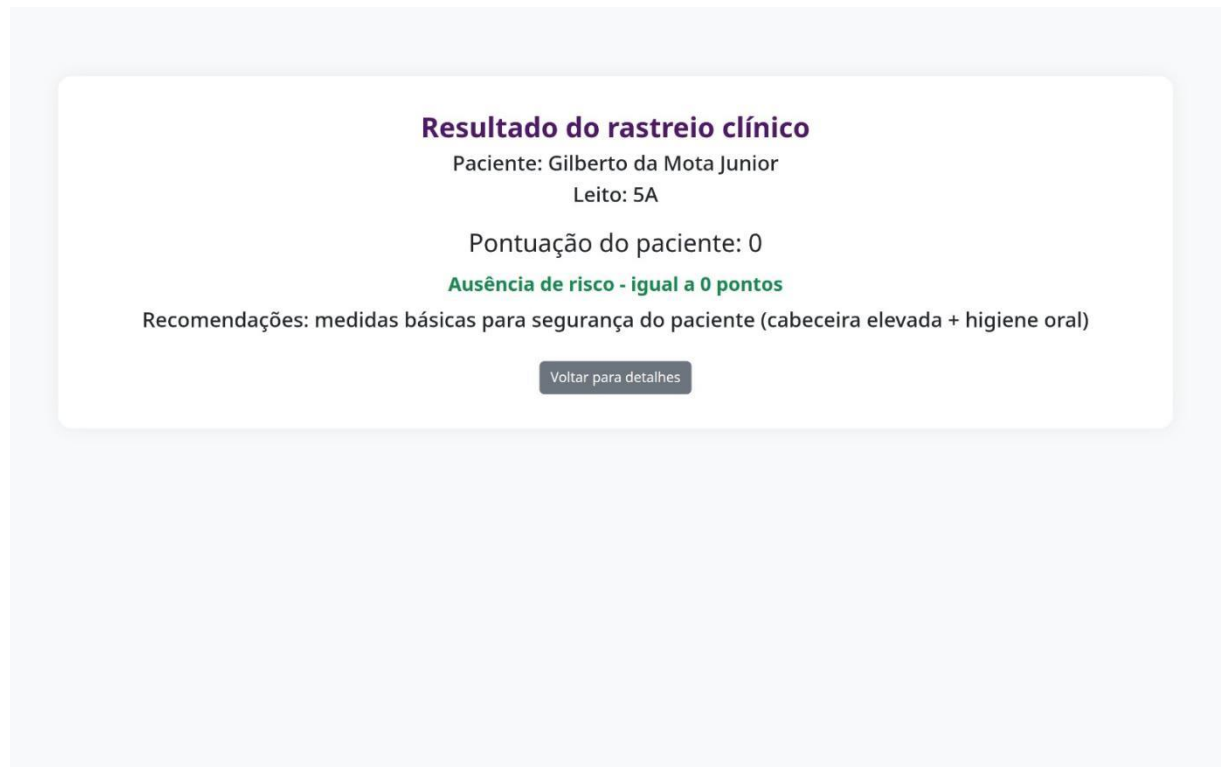 Resultado do rastreio clínico
Paciente: Gilberto da Mota Junior
Leito: 5A
Pontuação do paciente: 0
Ausência de risco - igual a 0 pontos
Recomendações: medidas básicas para segurança do paciente (cabeceira elevada + higiene oral)
Voltar para detalhes